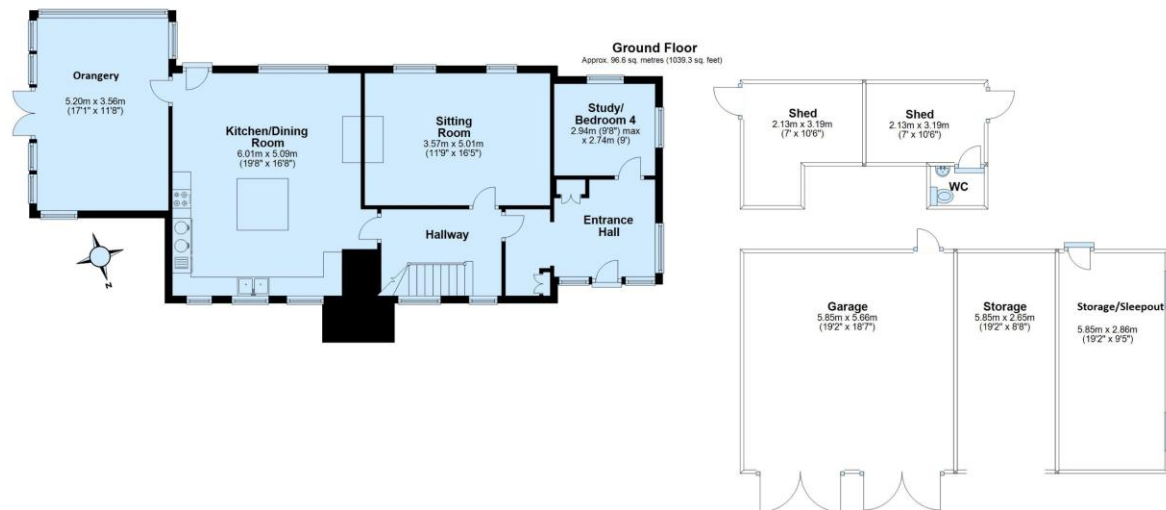 Ground Floor
Approx. 96.6 sq. metres (1039.3 sq. feet)
Orangery
5.20m x 3.56m
(17'1" x 11'8")
Kitchen/Dining
Room
6.01m x 5.09m
(19'8" x 16'8")
Sitting
Room
3.57m x 5.01m
(11'9" x 16'5")
Study/
Bedroom 4
2.94m (9'8") max
x 2.74m (9')
Hallway
Entrance
Hall
N
Shed
2.13m x 3.19m
(7' x 10'6")
Shed
2.13m x 3.19m
(7' x 10'6")
WC
Garage
5.85m x 5.66m
(19'2" x 18'7")
Storage
5.85m x 2.65m
(19'2" x 8'8")
Storage/Sleepout
5.85m x 2.86m
(19'2" x 9'5")